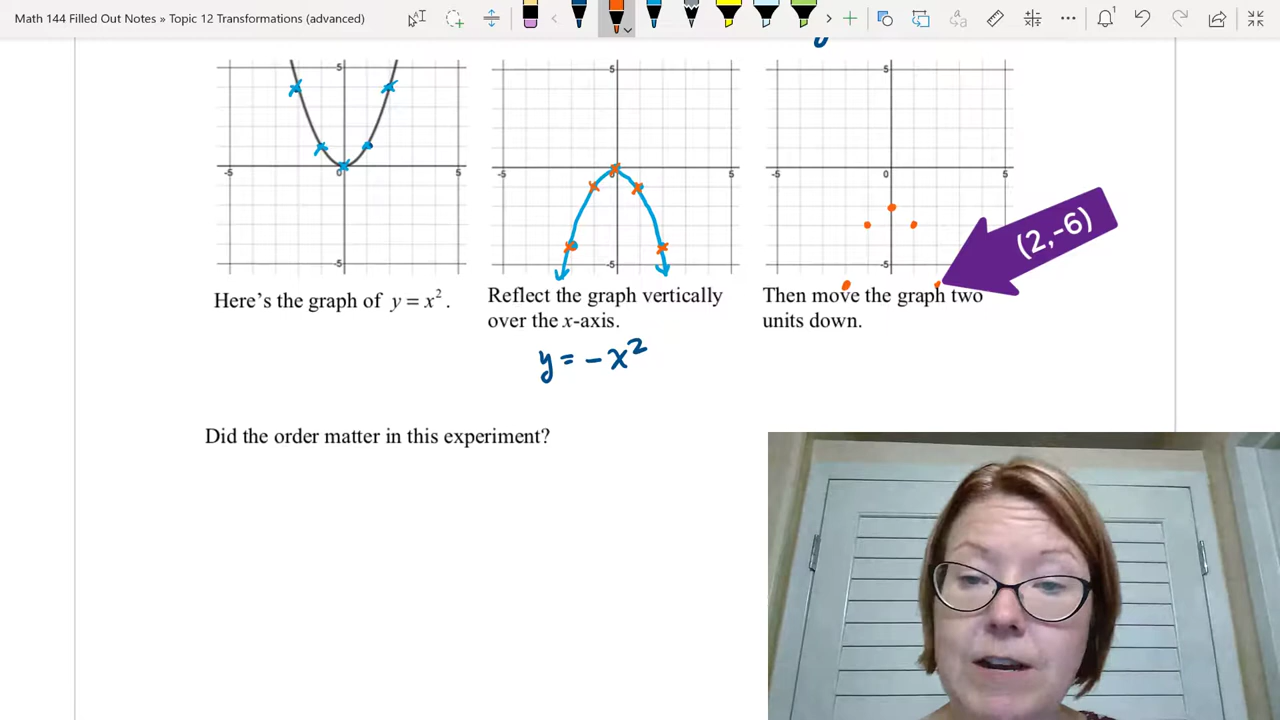 Math 144 Filled Out Notes » Topic 12 Transformations (advanced)
5 5 5
-5 0 5 -5 0 5 -5 0 5
-5 -5 -5
(2,-6)
Here's the graph of y = x².
Reflect the graph vertically
over the x-axis.
y = -x²
Then move the graph two
units down.
Did the order matter in this experiment?